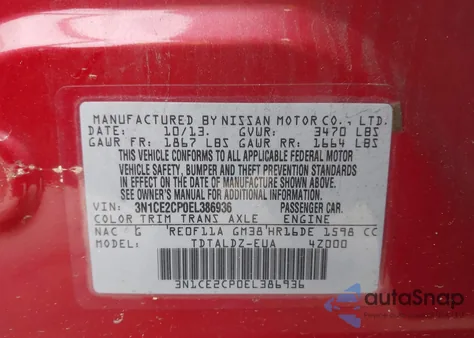 MANUFACTURED BY NISSAN MOTOR CO., LTD.
DATE: 10/13. GVWR: 3470 LBS
GAWR FR: 1867 LBS GAWR RR: 1664 LBS
THIS VEHICLE CONFORMS TO ALL APPLICABLE FEDERAL MOTOR
VEHICLE SAFETY, BUMPER AND THEFT PREVENTION STANDARDS
IN EFFECT ON THE DATE OF MANUFACTURE SHOWN ABOVE.
SEE OWNER'S MANUAL FOR ADDITIONAL INFORMATION.
VIN: 3N1CE2CP0EL386936 PASSENGER CAR.
COLOR TRIM TRANS AXLE ENGINE
NAC G RE0F11A GM38 HR16DE 1598 CC
MODEL: TDTALDZ-EUA 4Z000
3N1CE2CP0EL386936
autoSnap